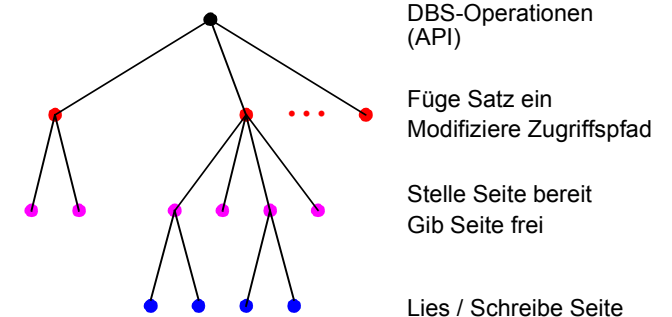 DBS-Operationen
(API)
Füge Satz ein
Modifiziere Zugriffspfad
Stelle Seite bereit
Gib Seite frei
Lies / Schreibe Seite